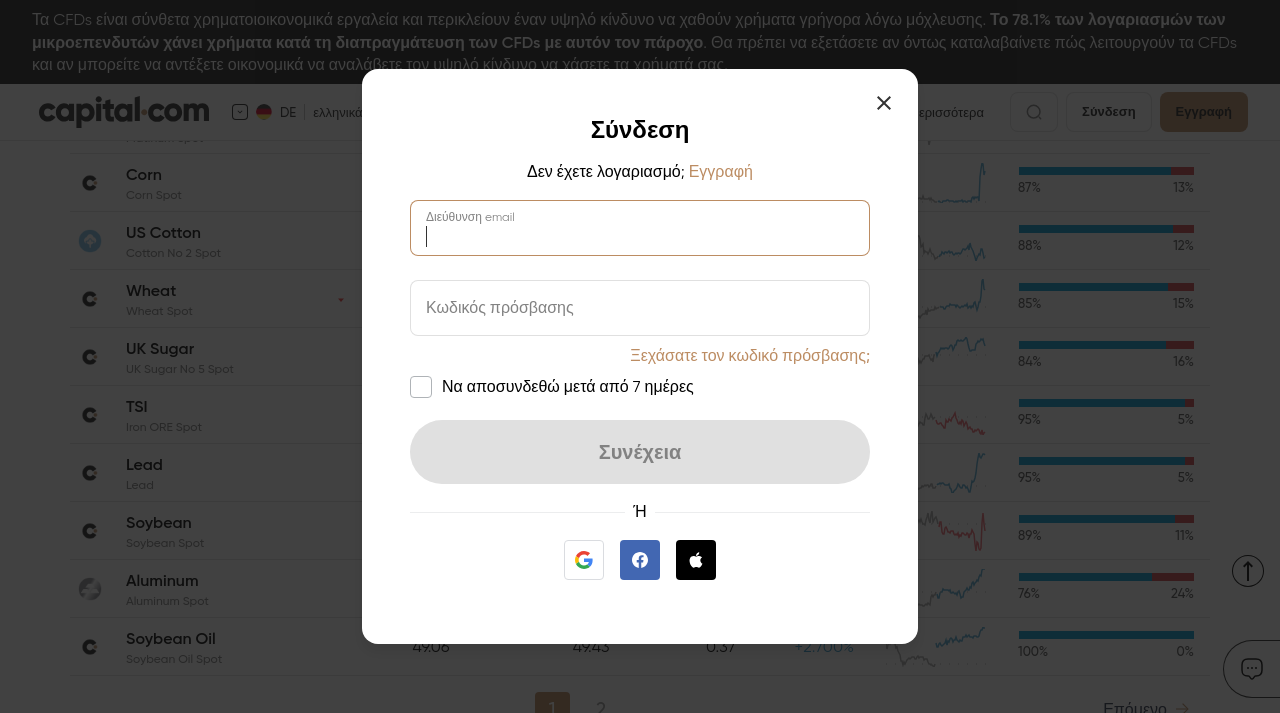 Τα CFDs είναι σύνθετα χρηματοοικονομικά εργαλεία και περικλείουν έναν υψηλό κίνδυνο να χαθούν χρήματα γρήγορα λόγω μόχλευσης. Το 78.1% των λογαριασμών των
μικροεπενδυτών χάνει χρήματα κατά τη διαπραγμάτευση των CFDs με αυτόν τον πάροχο. Θα πρέπει να εξετάσετε αν όντως καταλαβαίνετε πώς λειτουργούν τα CFDs
και αν μπορείτε να αντέξετε οικονομικά να αναλάβετε τον υψηλό κίνδυνο να χάσετε τα χρήματά σας
capital.com DE ελληνικά Σύνδεση Εγγραφή
Σύνδεση
Δεν έχετε λογαριασμό; Εγγραφή
Διεύθυνση email
Κωδικός πρόσβασης
Ξεχάσατε τον κωδικό πρόσβασης;
Να αποσυνδεθώ μετά από 7 ημέρες
Συνέχεια
Ή
Corn
Corn Spot
87% 13%
US Cotton
Cotton No 2 Spot
88% 12%
Wheat
Wheat Spot
85% 15%
UK Sugar
UK Sugar No 5 Spot
84% 16%
TSI
Iron ORE Spot
95% 5%
Lead
Lead
95% 5%
Soybean
Soybean Spot
89% 11%
Aluminum
Aluminum Spot
76% 24%
Soybean Oil
Soybean Oil Spot
49.06 49.43 0.37 +2.700%
100% 0%
1 2 Επόμενο